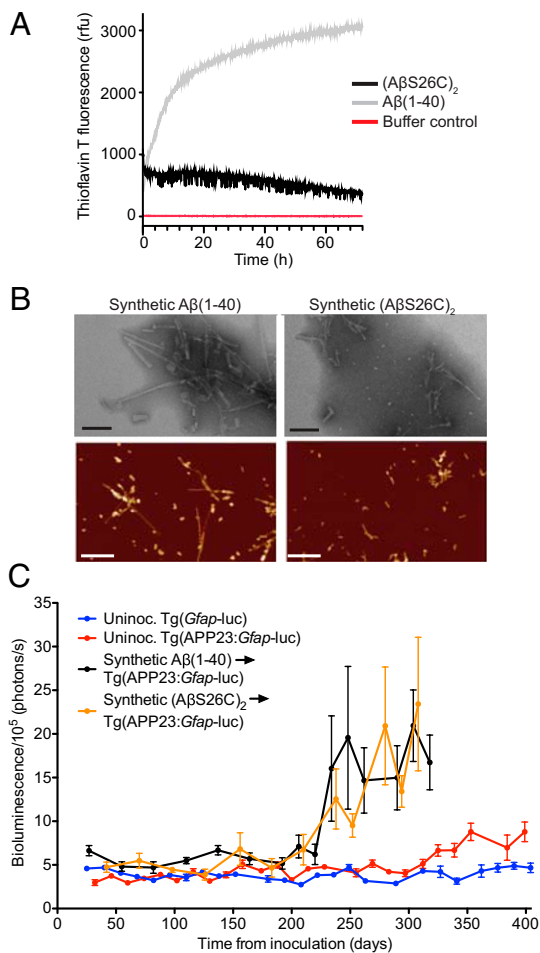 A
Thioflavin T fluorescence (rfu)
3000
2000
1000
0
0 20 40 60
Time (h)
(AβS26C)₂
Aβ(1-40)
Buffer control
B
Synthetic Aβ(1-40) Synthetic (AβS26C)₂
C
Bioluminescence/10⁵ (photons/s)
35
30
25
20
15
10
5
0
0 50 100 150 200 250 300 350 400
Time from inoculation (days)
Uninoc. Tg(Gfap-luc)
Uninoc. Tg(APP23:Gfap-luc)
Synthetic Aβ(1-40) →
Tg(APP23:Gfap-luc)
Synthetic (AβS26C)₂ →
Tg(APP23:Gfap-luc)